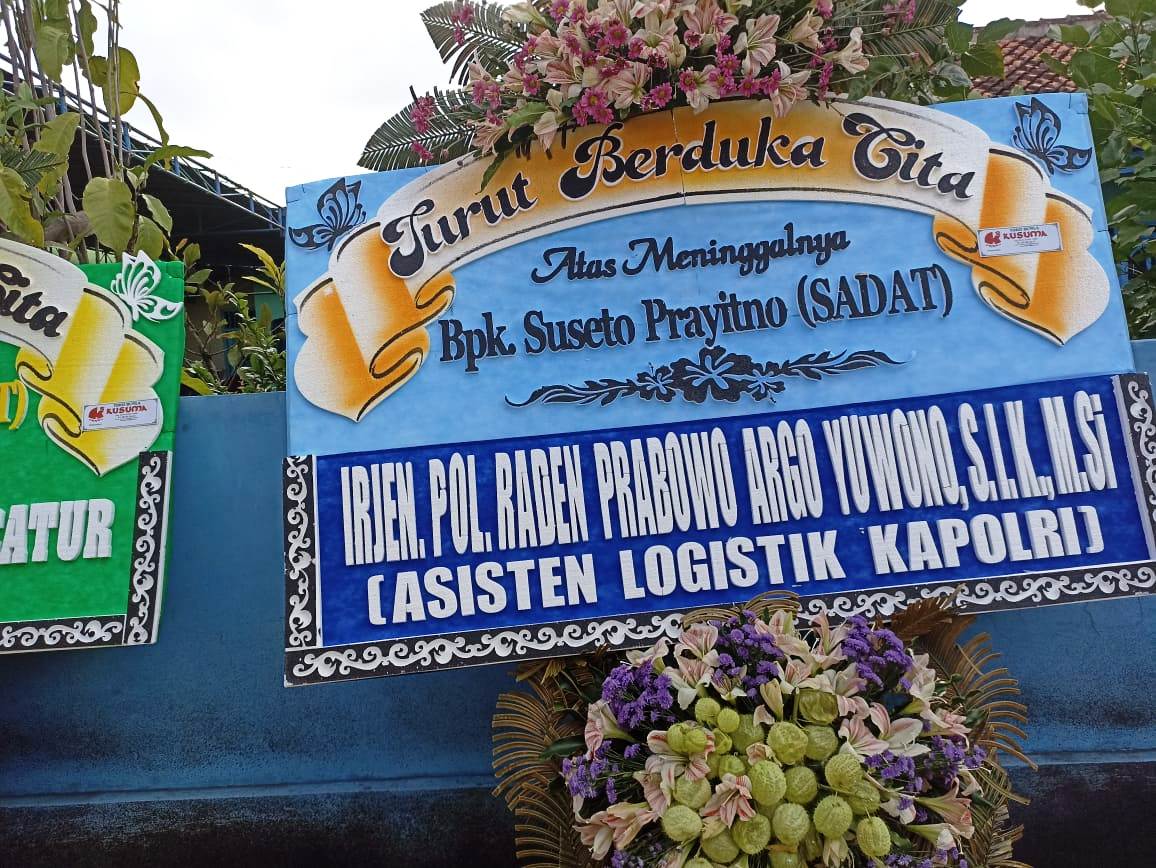 Turut Berduka Cita
Atas Meninggalnya
Bpk. Suseto Prayitno (SADAT)
IRJEN. POL. RADEN PRABOWO ARGO YUWONO, S.I.K., M.Si
(ASISTEN LOGISTIK KAPOLRI)
KUSUMA
Cita
KUSUMA
CATUR